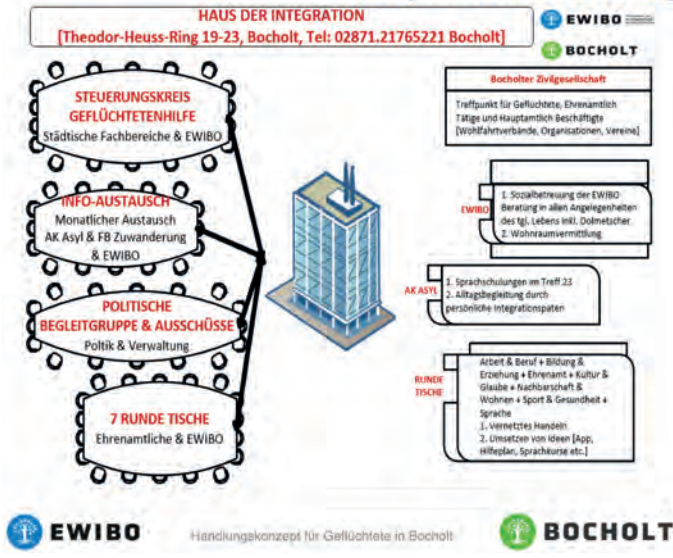 HAUS DER INTEGRATION
[Theodor-Heuss-Ring 19-23, Bocholt, Tel: 02871.21765221 Bocholt]
EWIBO
BOCHOLT
STEUERUNGSKREIS
GEFLÜCHTETENHILFE
Städtische Fachbereiche & EWIBO
INFO-AUSTAUSCH
Monatlicher Austausch
AK Asyl & FB Zuwanderung
& EWIBO
POLITISCHE
BEGLEITGRUPPE & AUSSCHÜSSE
Poltik & Verwaltung
7 RUNDE TISCHE
Ehrenamtliche & EWIBO
Bocholter Zivilgesellschaft
Treffpunkt für Geflüchtete, Ehrenamtlich
Tätige und Hauptamtlich Beschäftigte
[Wohlfahrtverbände, Organisationen, Vereine]
EWIBO
1. Sozialbetreuung der EWIBO
Beratung in allen Angelegenheiten
des tgl. Lebens inkl. Dolmetscher
2. Wohnraumvermittlung
AK ASYL
1. Sprachschulungen im Treff 23
2. Alltagsbegleitung durch
persönliche Integrationspaten
RUNDE
TISCHE
Arbeit & Beruf + Bildung &
Erziehung + Ehrenamt + Kultur &
Glaube + Nachbarschaft &
Wohnen + Sport & Gesundheit +
Sprache
1. Vernetztes Handeln
2. Umsetzen von Ideen [App,
Hilfeplan, Sprachkurse etc.]
EWIBO
Handlungskonzept für Geflüchtete in Bocholt
BOCHOLT